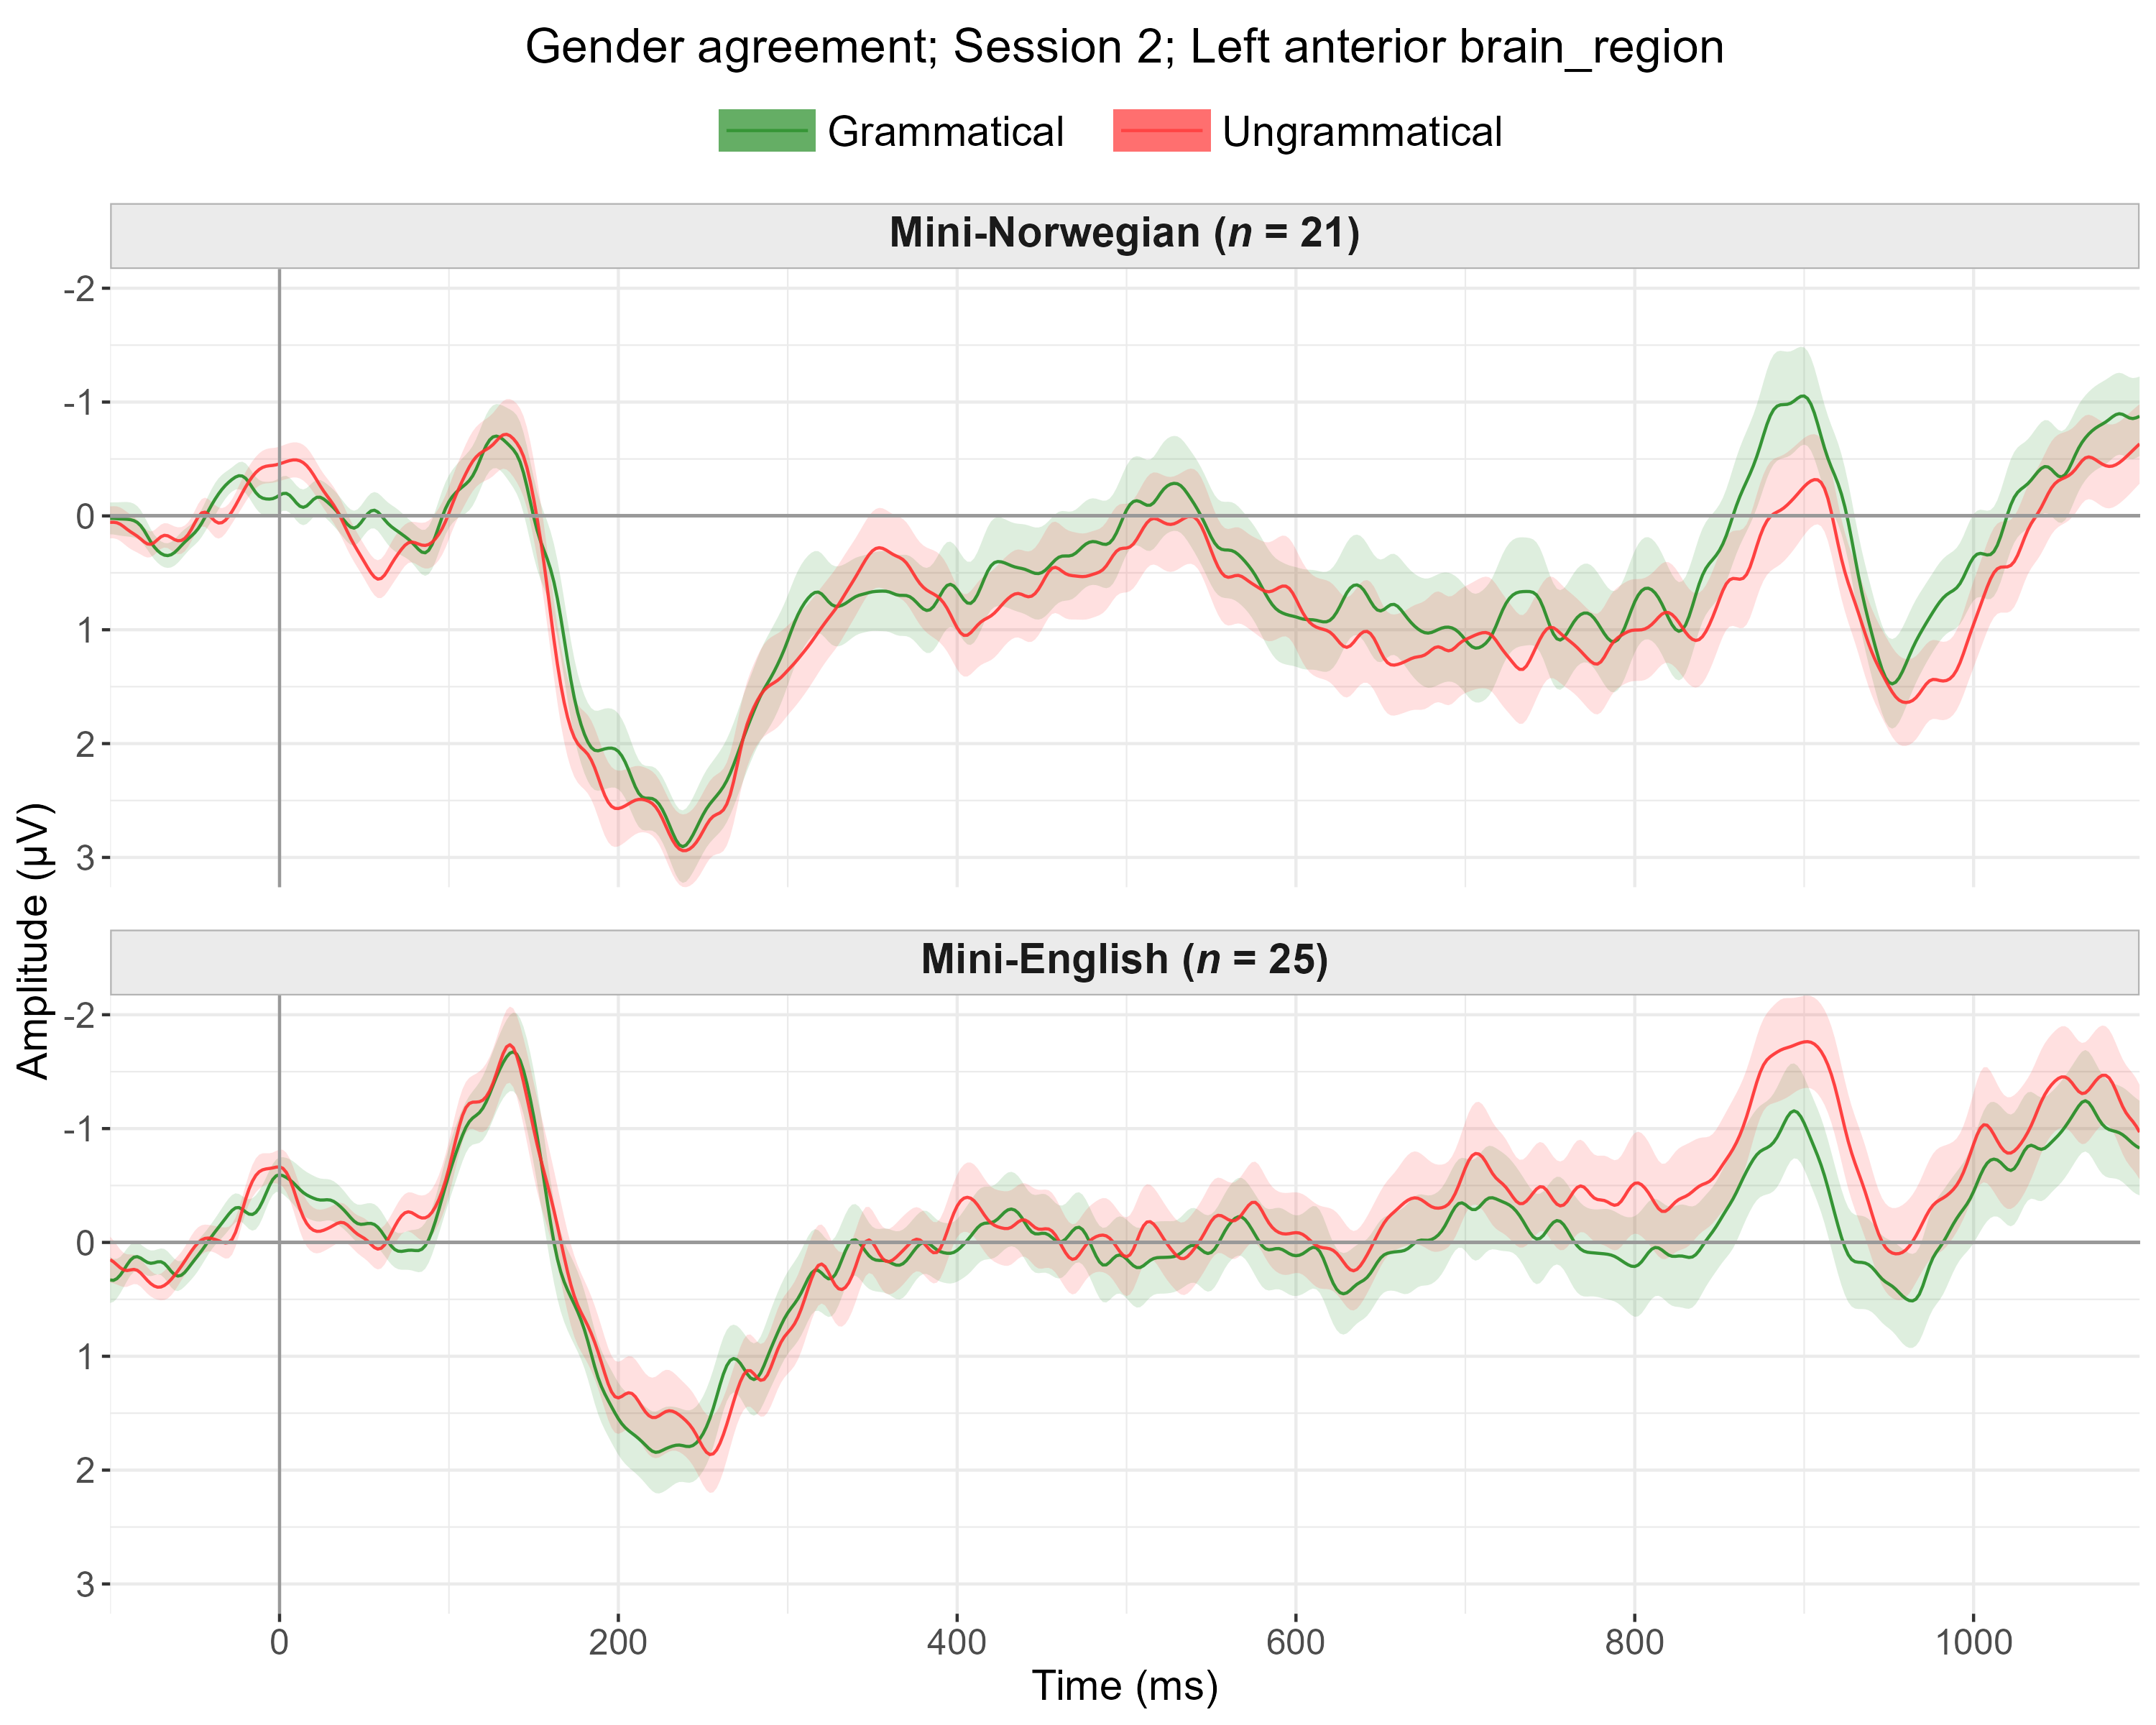 Gender agreement; Session 2; Left anterior brain_region
Grammatical Ungrammatical
Mini-Norwegian (n = 21)
-2
-1
0
1
2
3
Amplitude (µV)
Mini-English (n = 25)
-2
-1
0
1
2
3
0 200 400 600 800 1000
Time (ms)